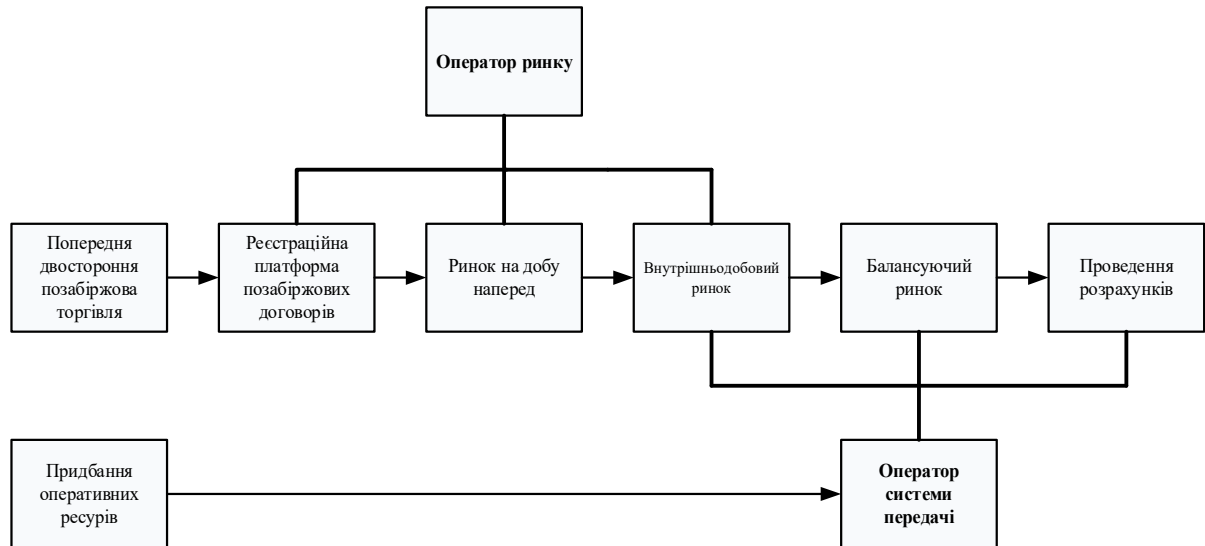 Оператор ринку
Попередня
двостороння
позабіржова
торгівля
Реєстраційна
платформа
позабіржових
договорів
Ринок на добу
наперед
Внутрішньодобовий
ринок
Балансуючий
ринок
Проведення
розрахунків
Придбання
оперативних
ресурів
Оператор
системи
передачі